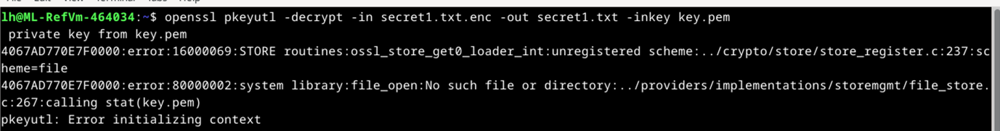 lh@ML-RefVm-464034:~$ openssl pkeyutl -decrypt -in secret1.txt.enc -out secret1.txt -inkey key.pem
 private key from key.pem
4067AD770E7F0000:error:16000069:STORE routines:ossl_store_get0_loader_int:unregistered scheme:../crypto/store/store_register.c:237:sc
heme=file
4067AD770E7F0000:error:80000002:system library:file_open:No such file or directory:../providers/implementations/storemgmt/file_store.
c:267:calling stat(key.pem)
pkeyutl: Error initializing context